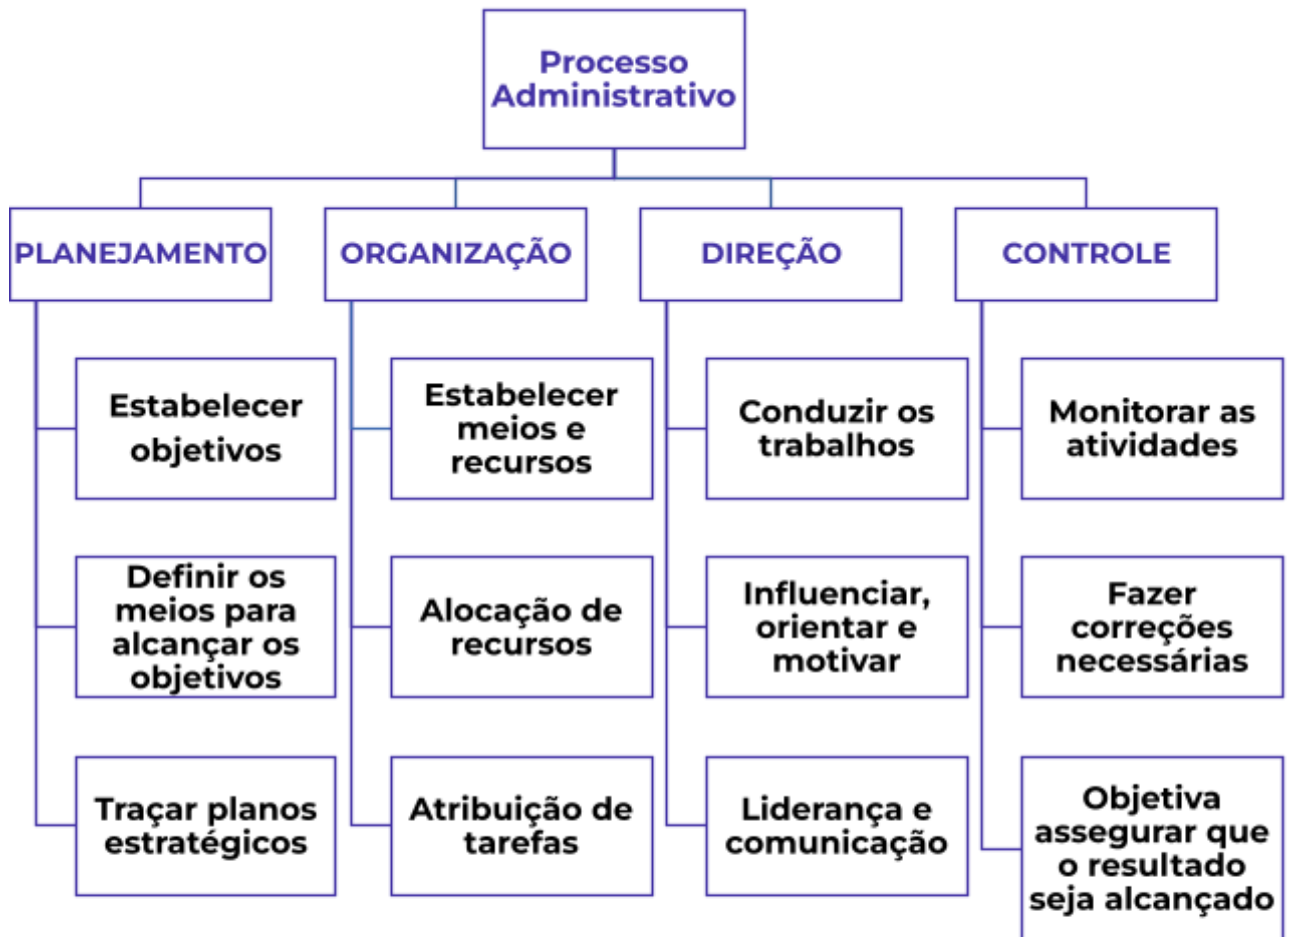 Processo
Administrativo
PLANEJAMENTO
ORGANIZAÇÃO
DIREÇÃO
CONTROLE
Estabelecer
objetivos
Estabelecer
meios e
recursos
Conduzir os
trabalhos
Monitorar as
atividades
Definir os
meios para
alcançar os
objetivos
Alocação de
recursos
Influenciar,
orientar e
motivar
Fazer
correções
necessárias
Traçar planos
estratégicos
Atribuição de
tarefas
Liderança e
comunicação
Objetiva
assegurar que
o resultado
seja alcançado